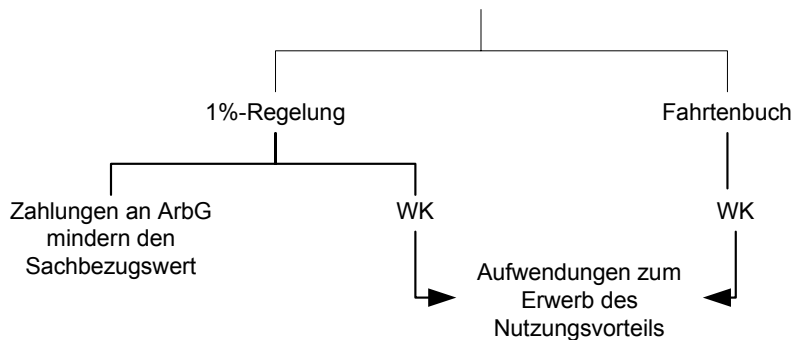 1%-Regelung
Fahrtenbuch
Zahlungen an ArbG
mindern den
Sachbezugswert
WK
WK
Aufwendungen zum
Erwerb des
Nutzungsvorteils